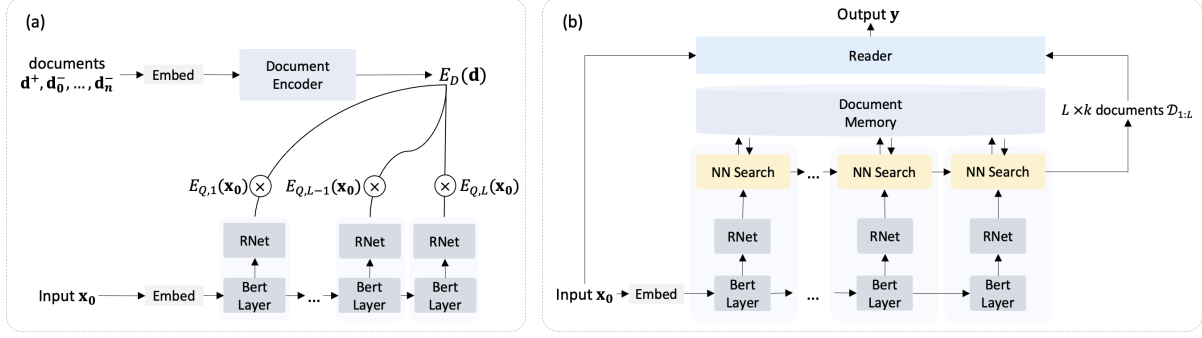 (a)
documents
d⁺, d₀⁻, ..., dₙ⁻
Embed
Document
Encoder
E_D(d)
E_{Q,1}(x₀)
×
E_{Q,L−1}(x₀)
×
×
E_{Q,L}(x₀)
RNet
RNet
RNet
Input x₀
Embed
Bert
Layer
...
Bert
Layer
Bert
Layer
(b)
Output y
Reader
Document
Memory
L ×k documents 𝒟_{1:L}
NN Search
...
NN Search
NN Search
RNet
RNet
RNet
Input x₀
Embed
Bert
Layer
...
Bert
Layer
Bert
Layer